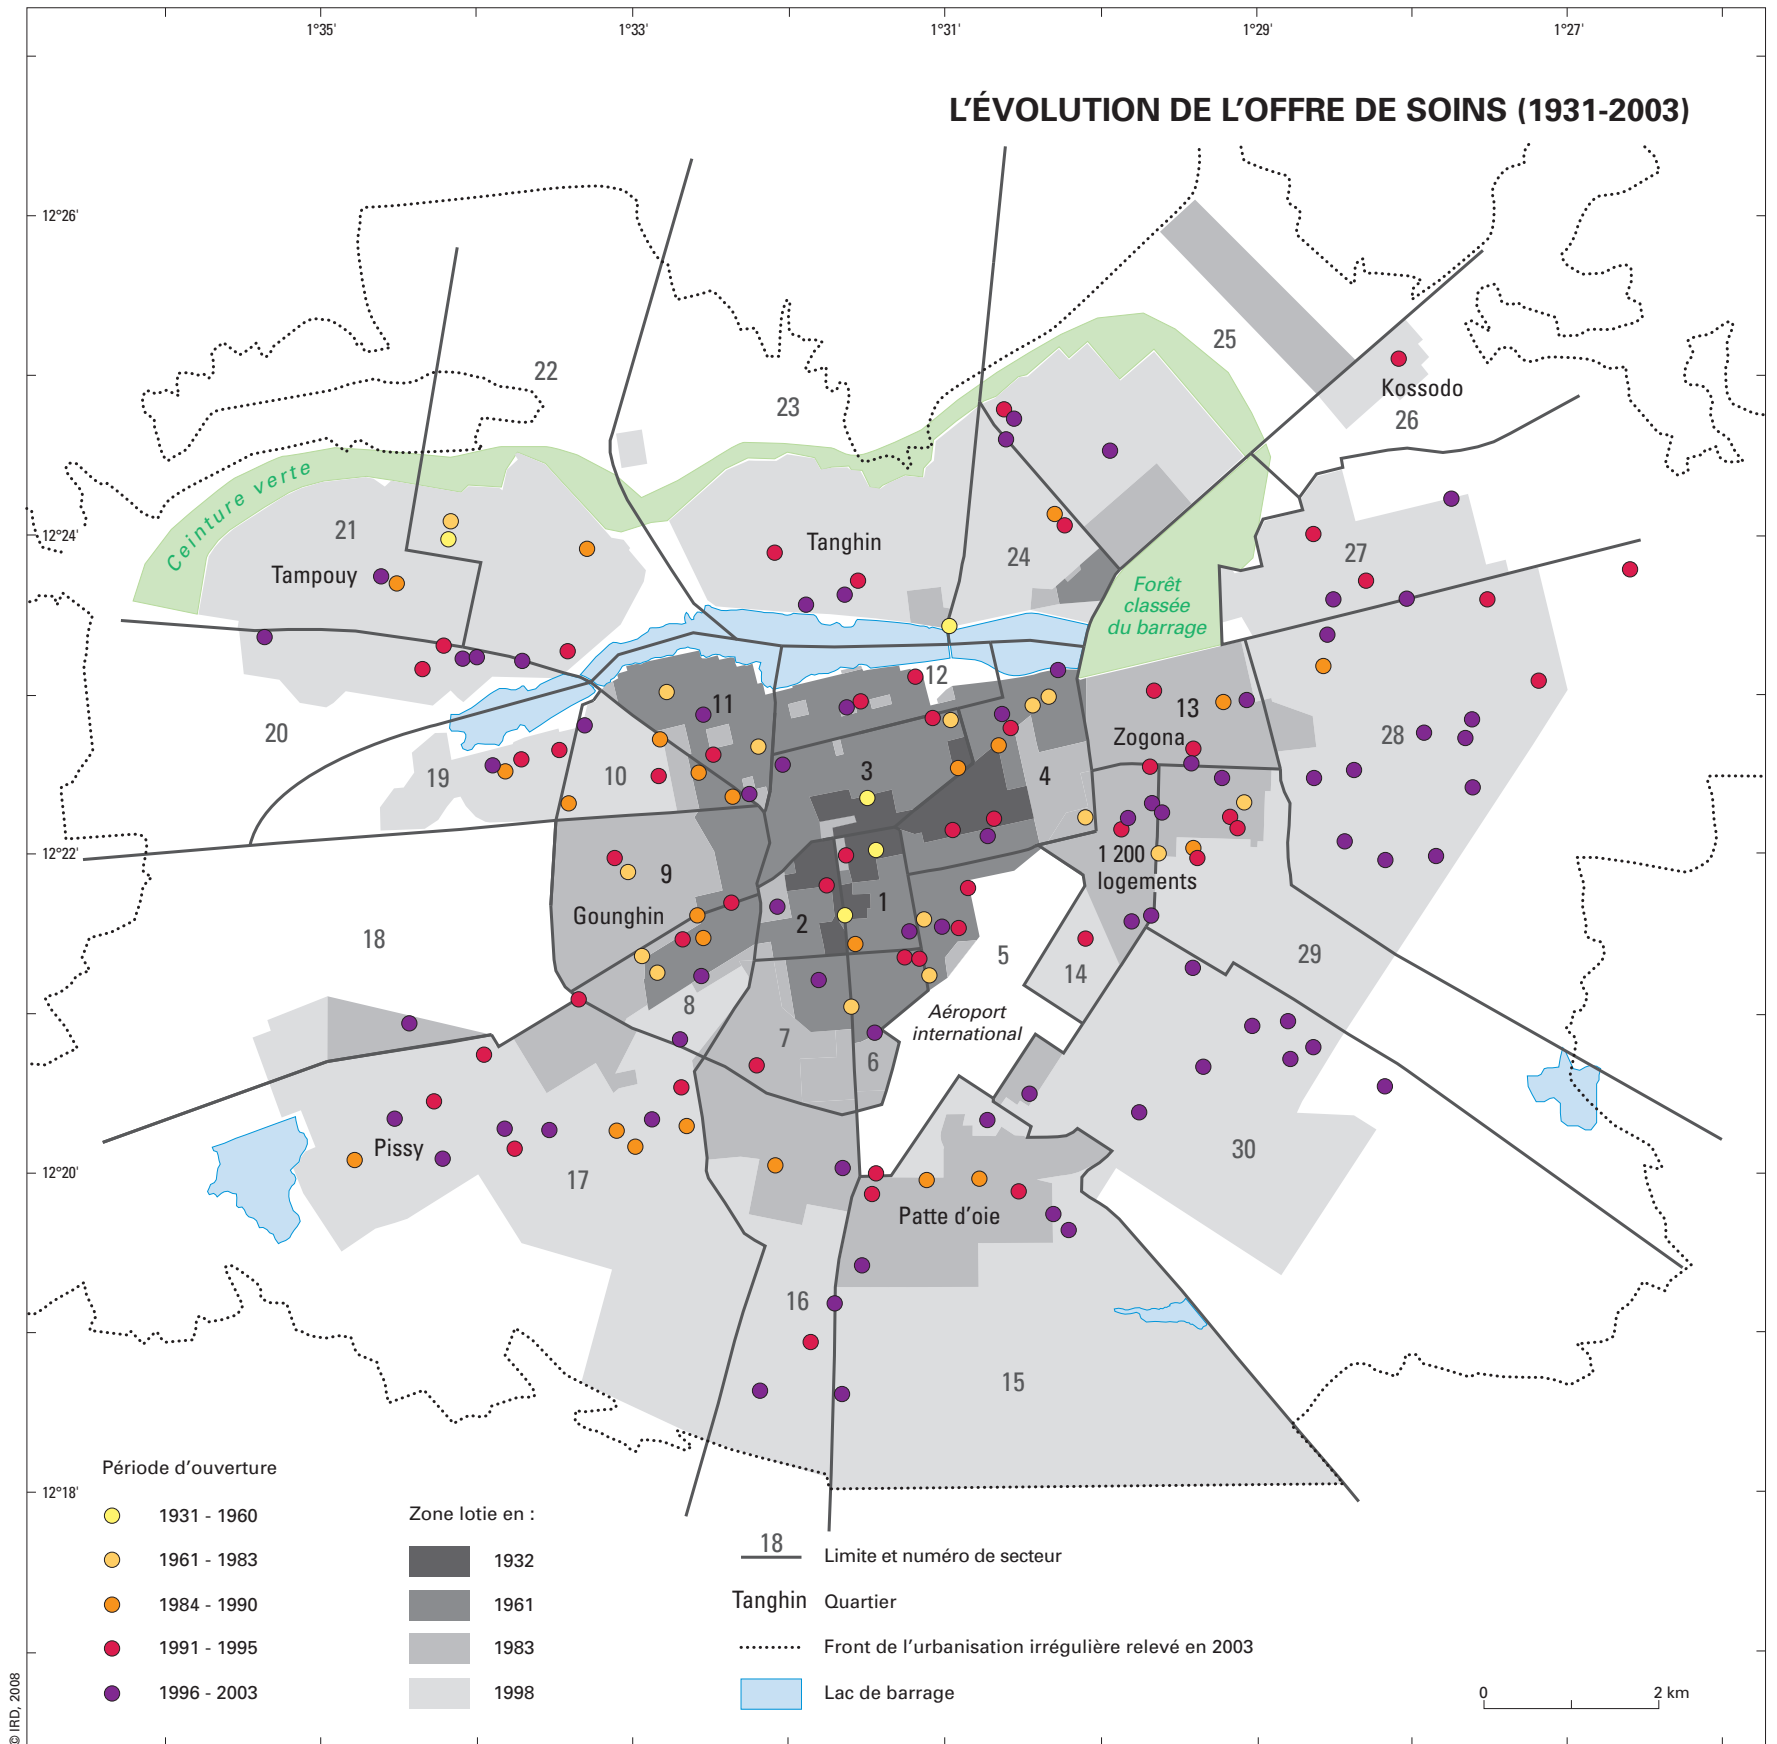 1°35'
1°33'
1°31'
1°29'
1°27'
L'ÉVOLUTION DE L'OFFRE DE SOINS (1931-2003)
12°26'
25
22
Kossodo
23
26
Ceinture verte
21
12°24'
Tanghin
27
24
Tampouy
Forêt
classée
du barrage
12
11
13
20
28
Zogona
3
10
4
19
12°22'
1 200
logements
9
1
Gounghin
2
18
5
29
14
8
Aéroport
international
7
6
Pissy
12°20'
30
17
Patte d'oie
16
15
Période d'ouverture
12°18'
1931 - 1960
Zone lotie en :
1961 - 1983
1932
18
Limite et numéro de secteur
1984 - 1990
1961
Tanghin
Quartier
1991 - 1995
1983
Front de l'urbanisation irrégulière relevé en 2003
1996 - 2003
1998
Lac de barrage
0
2 km
© IRD, 2008